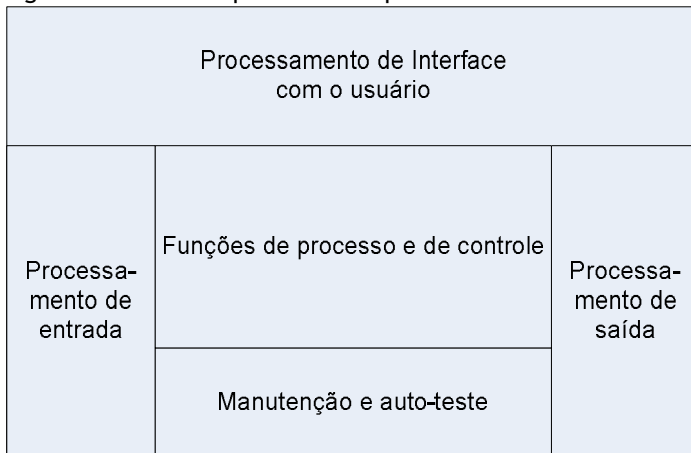 Processamento de Interface
com o usuário
Funções de processo e de controle
Processa-
mento de
entrada
Processa-
mento de
saída
Manutenção e auto-teste